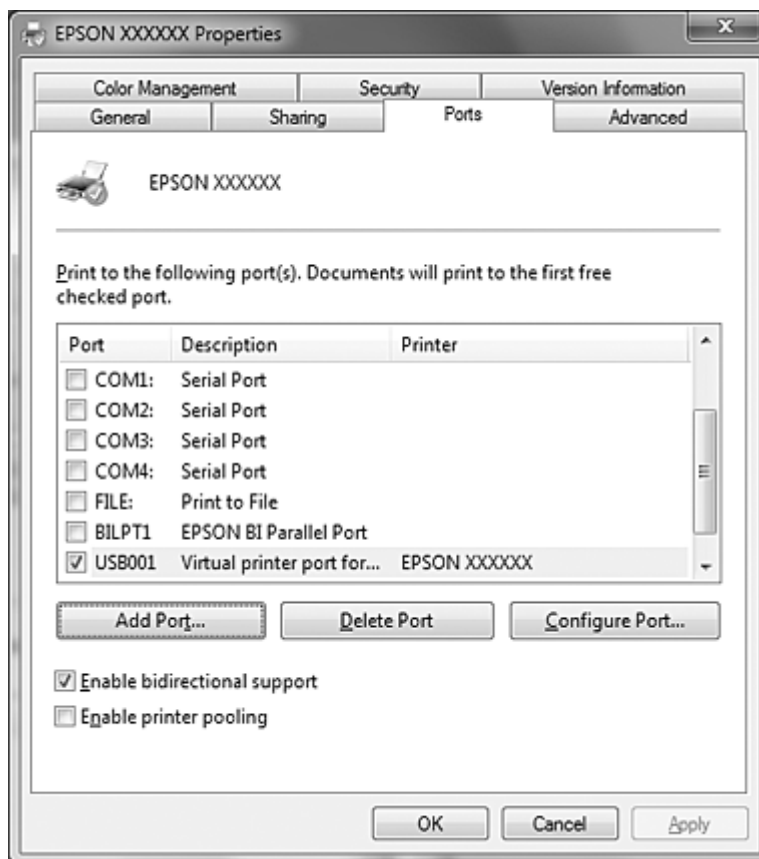 EPSON XXXXXX Properties
Color Management Security Version Information
General Sharing Ports Advanced
EPSON XXXXXX
Print to the following port(s). Documents will print to the first free
checked port.
Port Description Printer
COM1: Serial Port
COM2: Serial Port
COM3: Serial Port
COM4: Serial Port
FILE: Print to File
BILPT1 EPSON BI Parallel Port
USB001 Virtual printer port for... EPSON XXXXXX
Add Port... Delete Port Configure Port...
Enable bidirectional support
Enable printer pooling
OK Cancel Apply